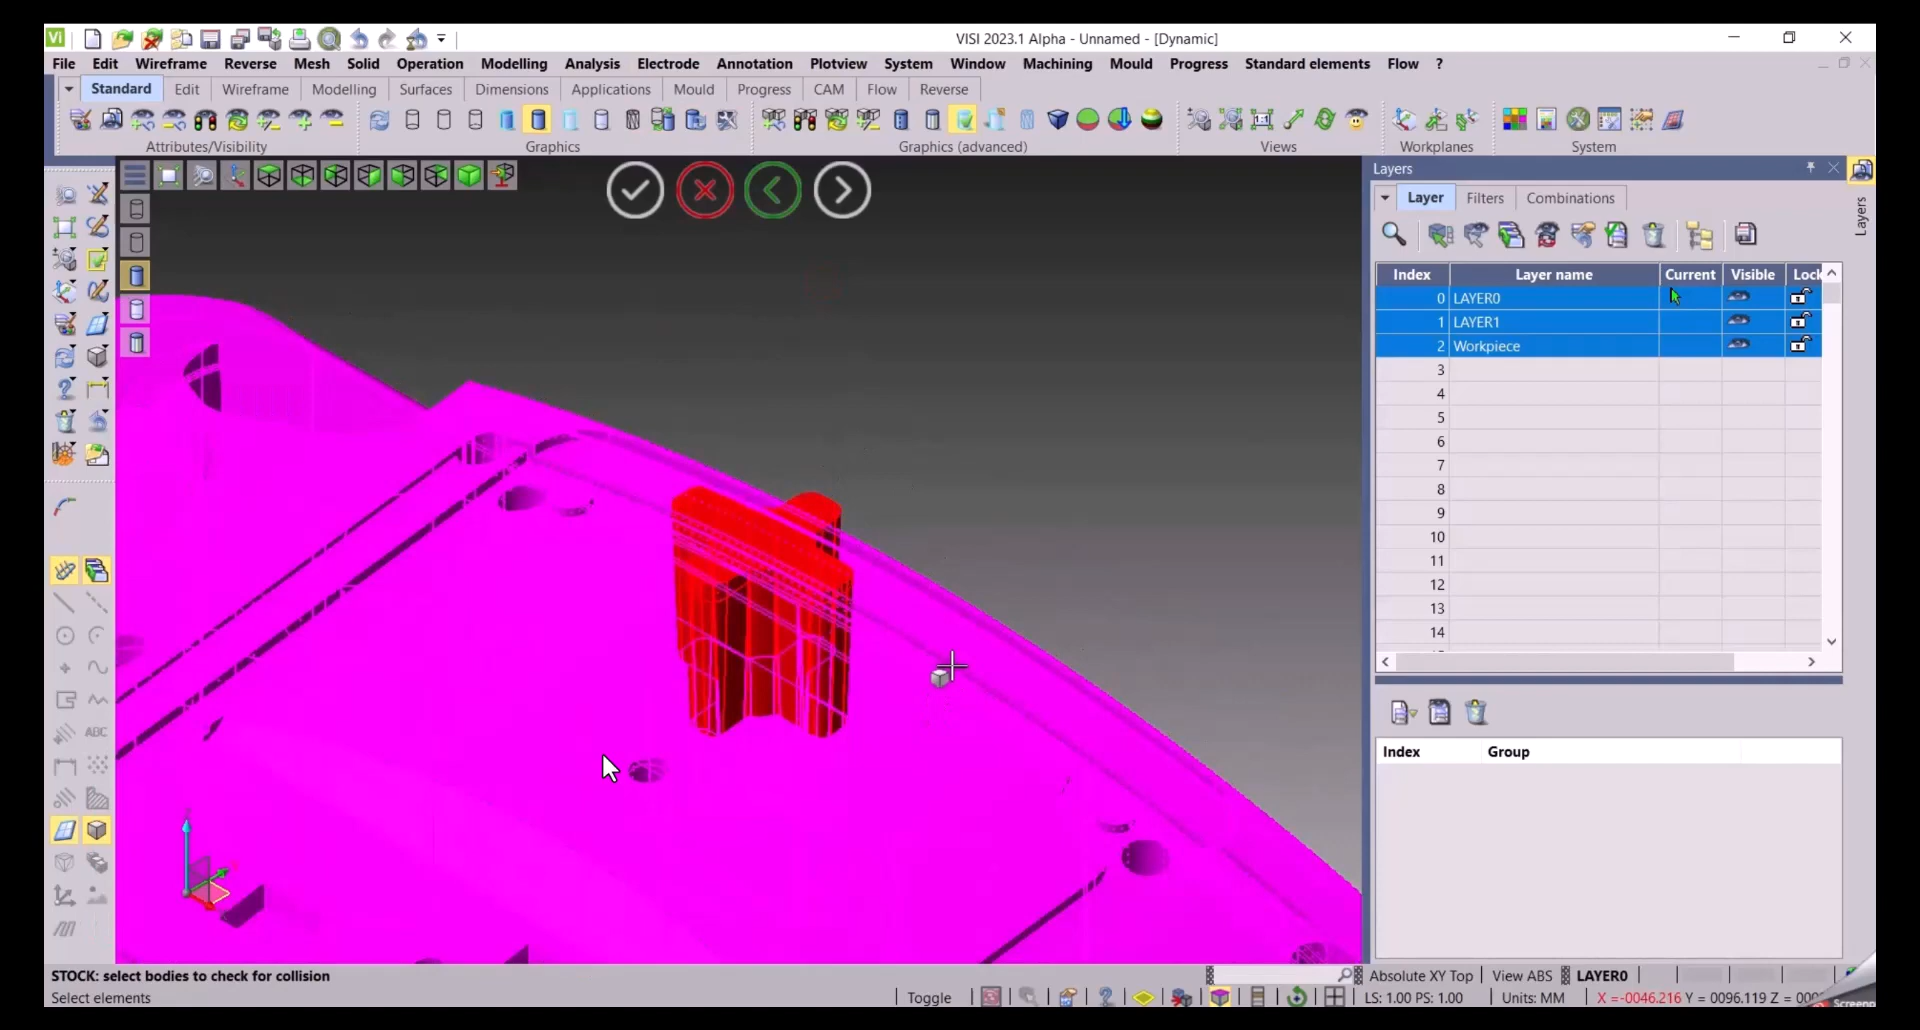 Vi
VISI 2023.1 Alpha - Unnamed - [Dynamic]
File Edit Wireframe Reverse Mesh Solid Operation Modelling Analysis Electrode Annotation Plotview System Window Machining Mould Progress Standard elements Flow ?
Standard Edit Wireframe Modelling Surfaces Dimensions Applications Mould Progress CAM Flow Reverse
Attributes/Visibility Graphics Graphics (advanced) Views Workplanes System
Layers
Layer Filters Combinations
Layers
Index Layer name Current Visible Lock
0 LAYER0
1 LAYER1
2 Workpiece
3
4
5
6
7
8
9
10
11
12
13
14
ABC
Index Group
STOCK: select bodies to check for collision
Absolute XY Top View ABS LAYER0
Select elements
Toggle LS: 1.00 PS: 1.00 Units: MM X =-0046.216 Y = 0096.119 Z =